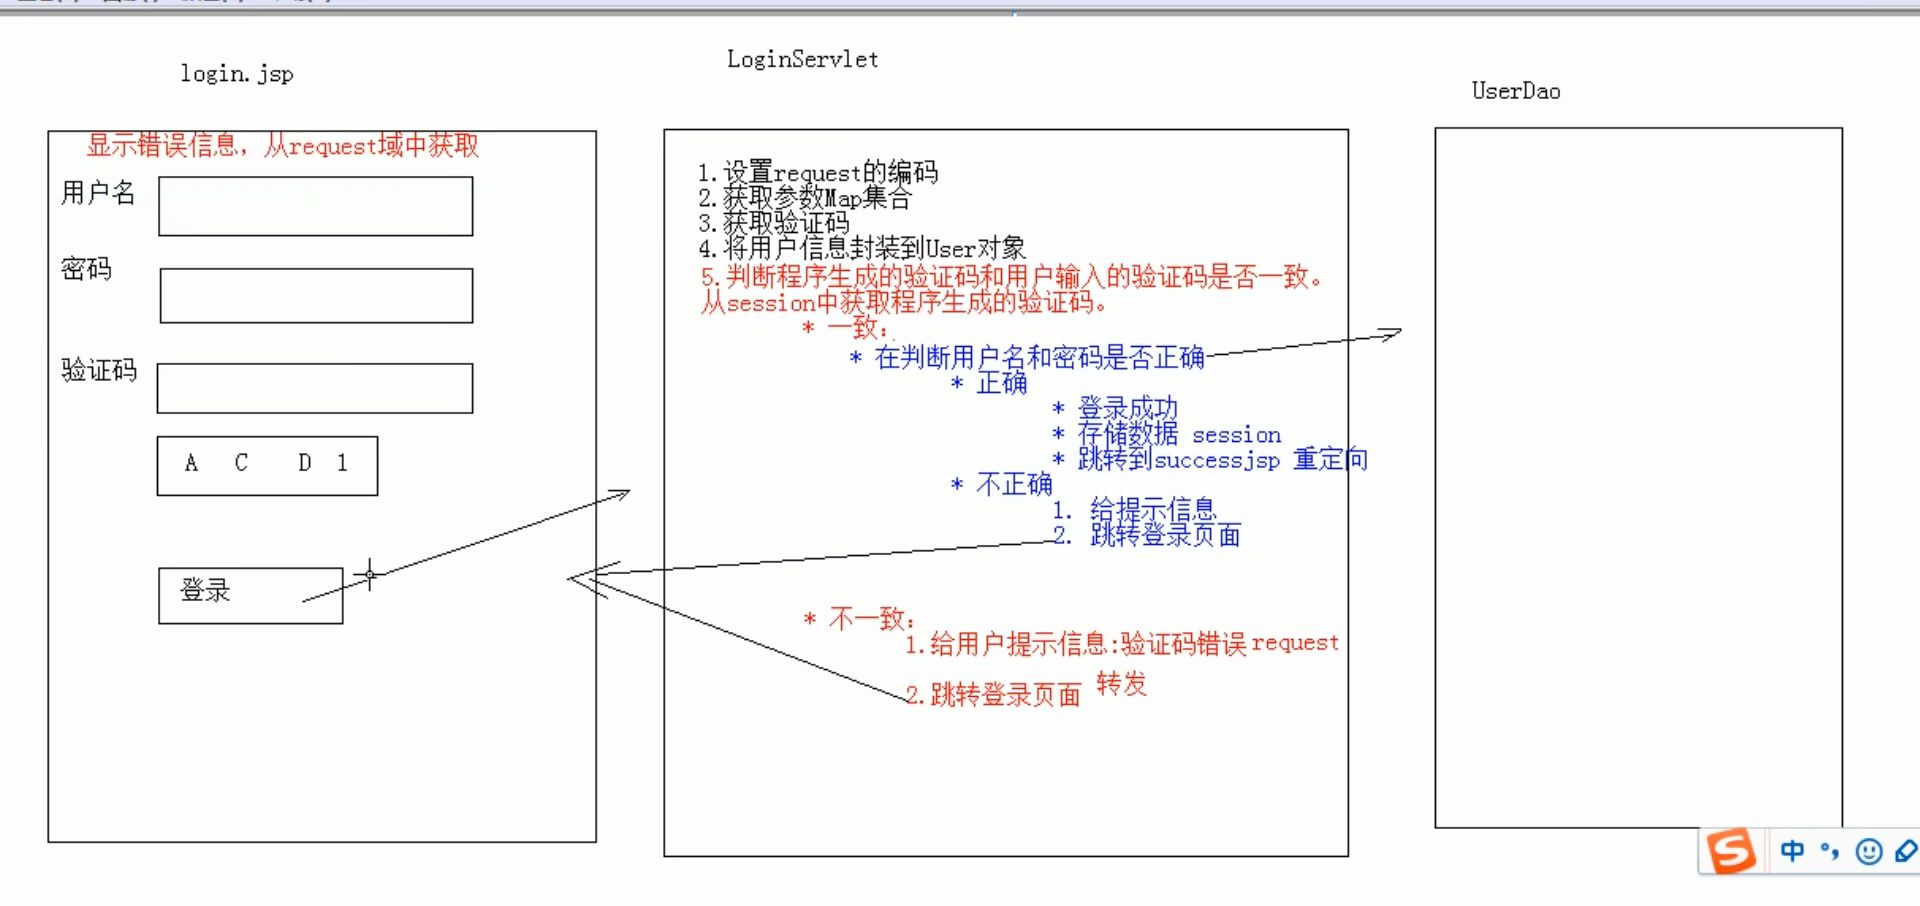 login.jsp
显示错误信息，从request域中获取
用户名
密码
验证码
A C D 1
登录
LoginServlet
1.设置request的编码
2.获取参数Map集合
3.获取验证码
4.将用户信息封装到User对象
5.判断程序生成的验证码和用户输入的验证码是否一致。
从session中获取程序生成的验证码。
* 一致：
* 在判断用户名和密码是否正确
* 正确
* 登录成功
* 存储数据 session
* 跳转到successjsp 重定向
* 不正确
1. 给提示信息
2. 跳转登录页面
* 不一致：
1.给用户提示信息:验证码错误request
2.跳转登录页面 转发
UserDao
S 中 °，